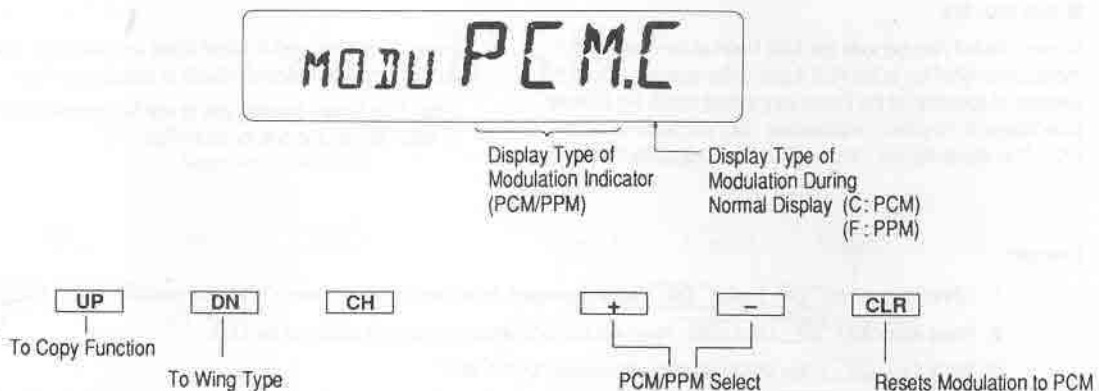 MODU PCM.C
Display Type of
Modulation Indicator
(PCM/PPM)
Display Type of
Modulation During
Normal Display (C: PCM)
(F: PPM)
UP
DN
CH
+
−
CLR
To Copy Function
To Wing Type
PCM/PPM Select
Resets Modulation to PCM